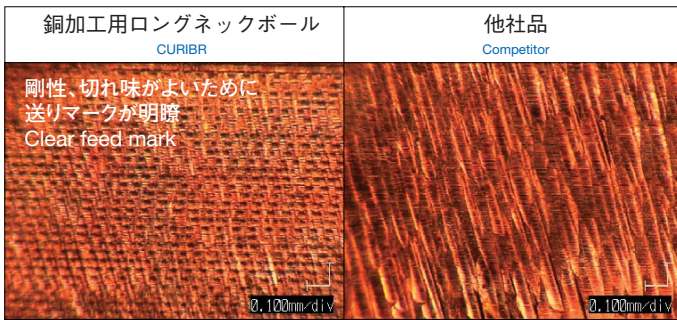 銅加工用ロングネックボール
CURIBR
他社品
Competitor
剛性、切れ味がよいために
送りマークが明瞭
Clear feed mark
0.100mm/div
0.100mm/div